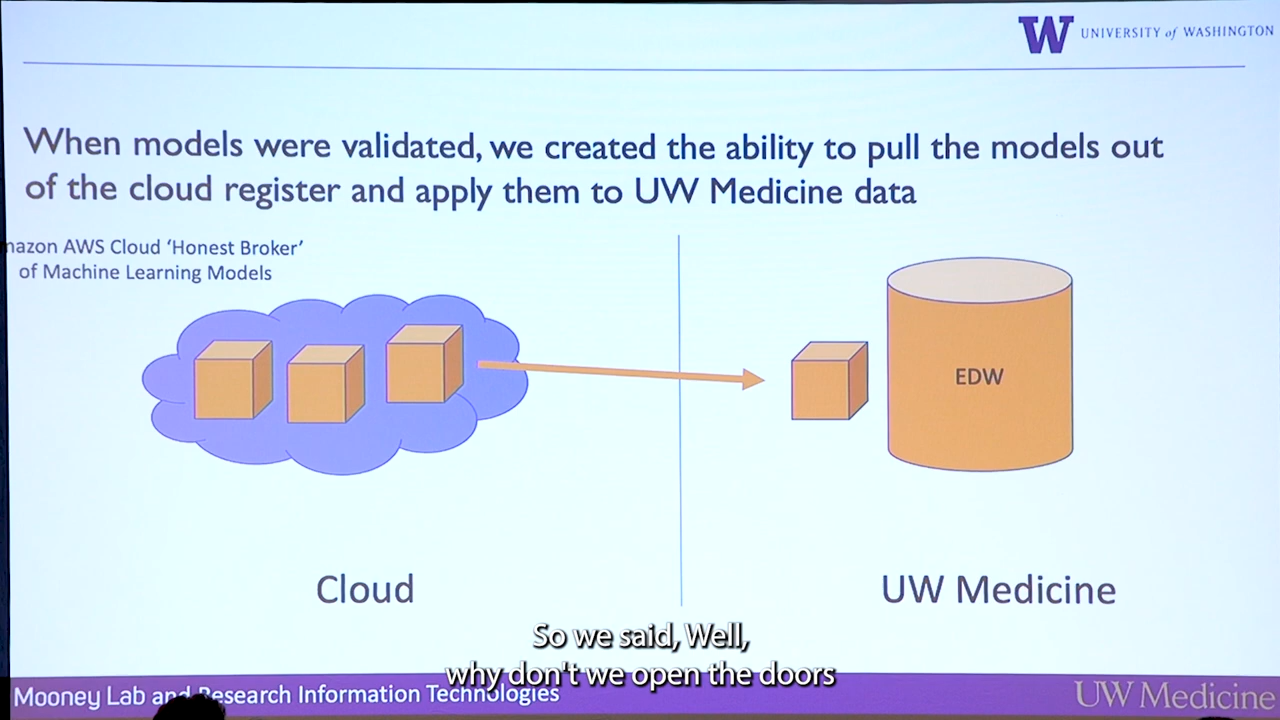 W UNIVERSITY of WASHINGTON
When models were validated, we created the ability to pull the models out
of the cloud register and apply them to UW Medicine data
mazon AWS Cloud ‘Honest Broker’
of Machine Learning Models
EDW
Cloud
UW Medicine
So we said, Well,
why don't we open the doors
Mooney Lab and Research Information Technologies
UW Medicine